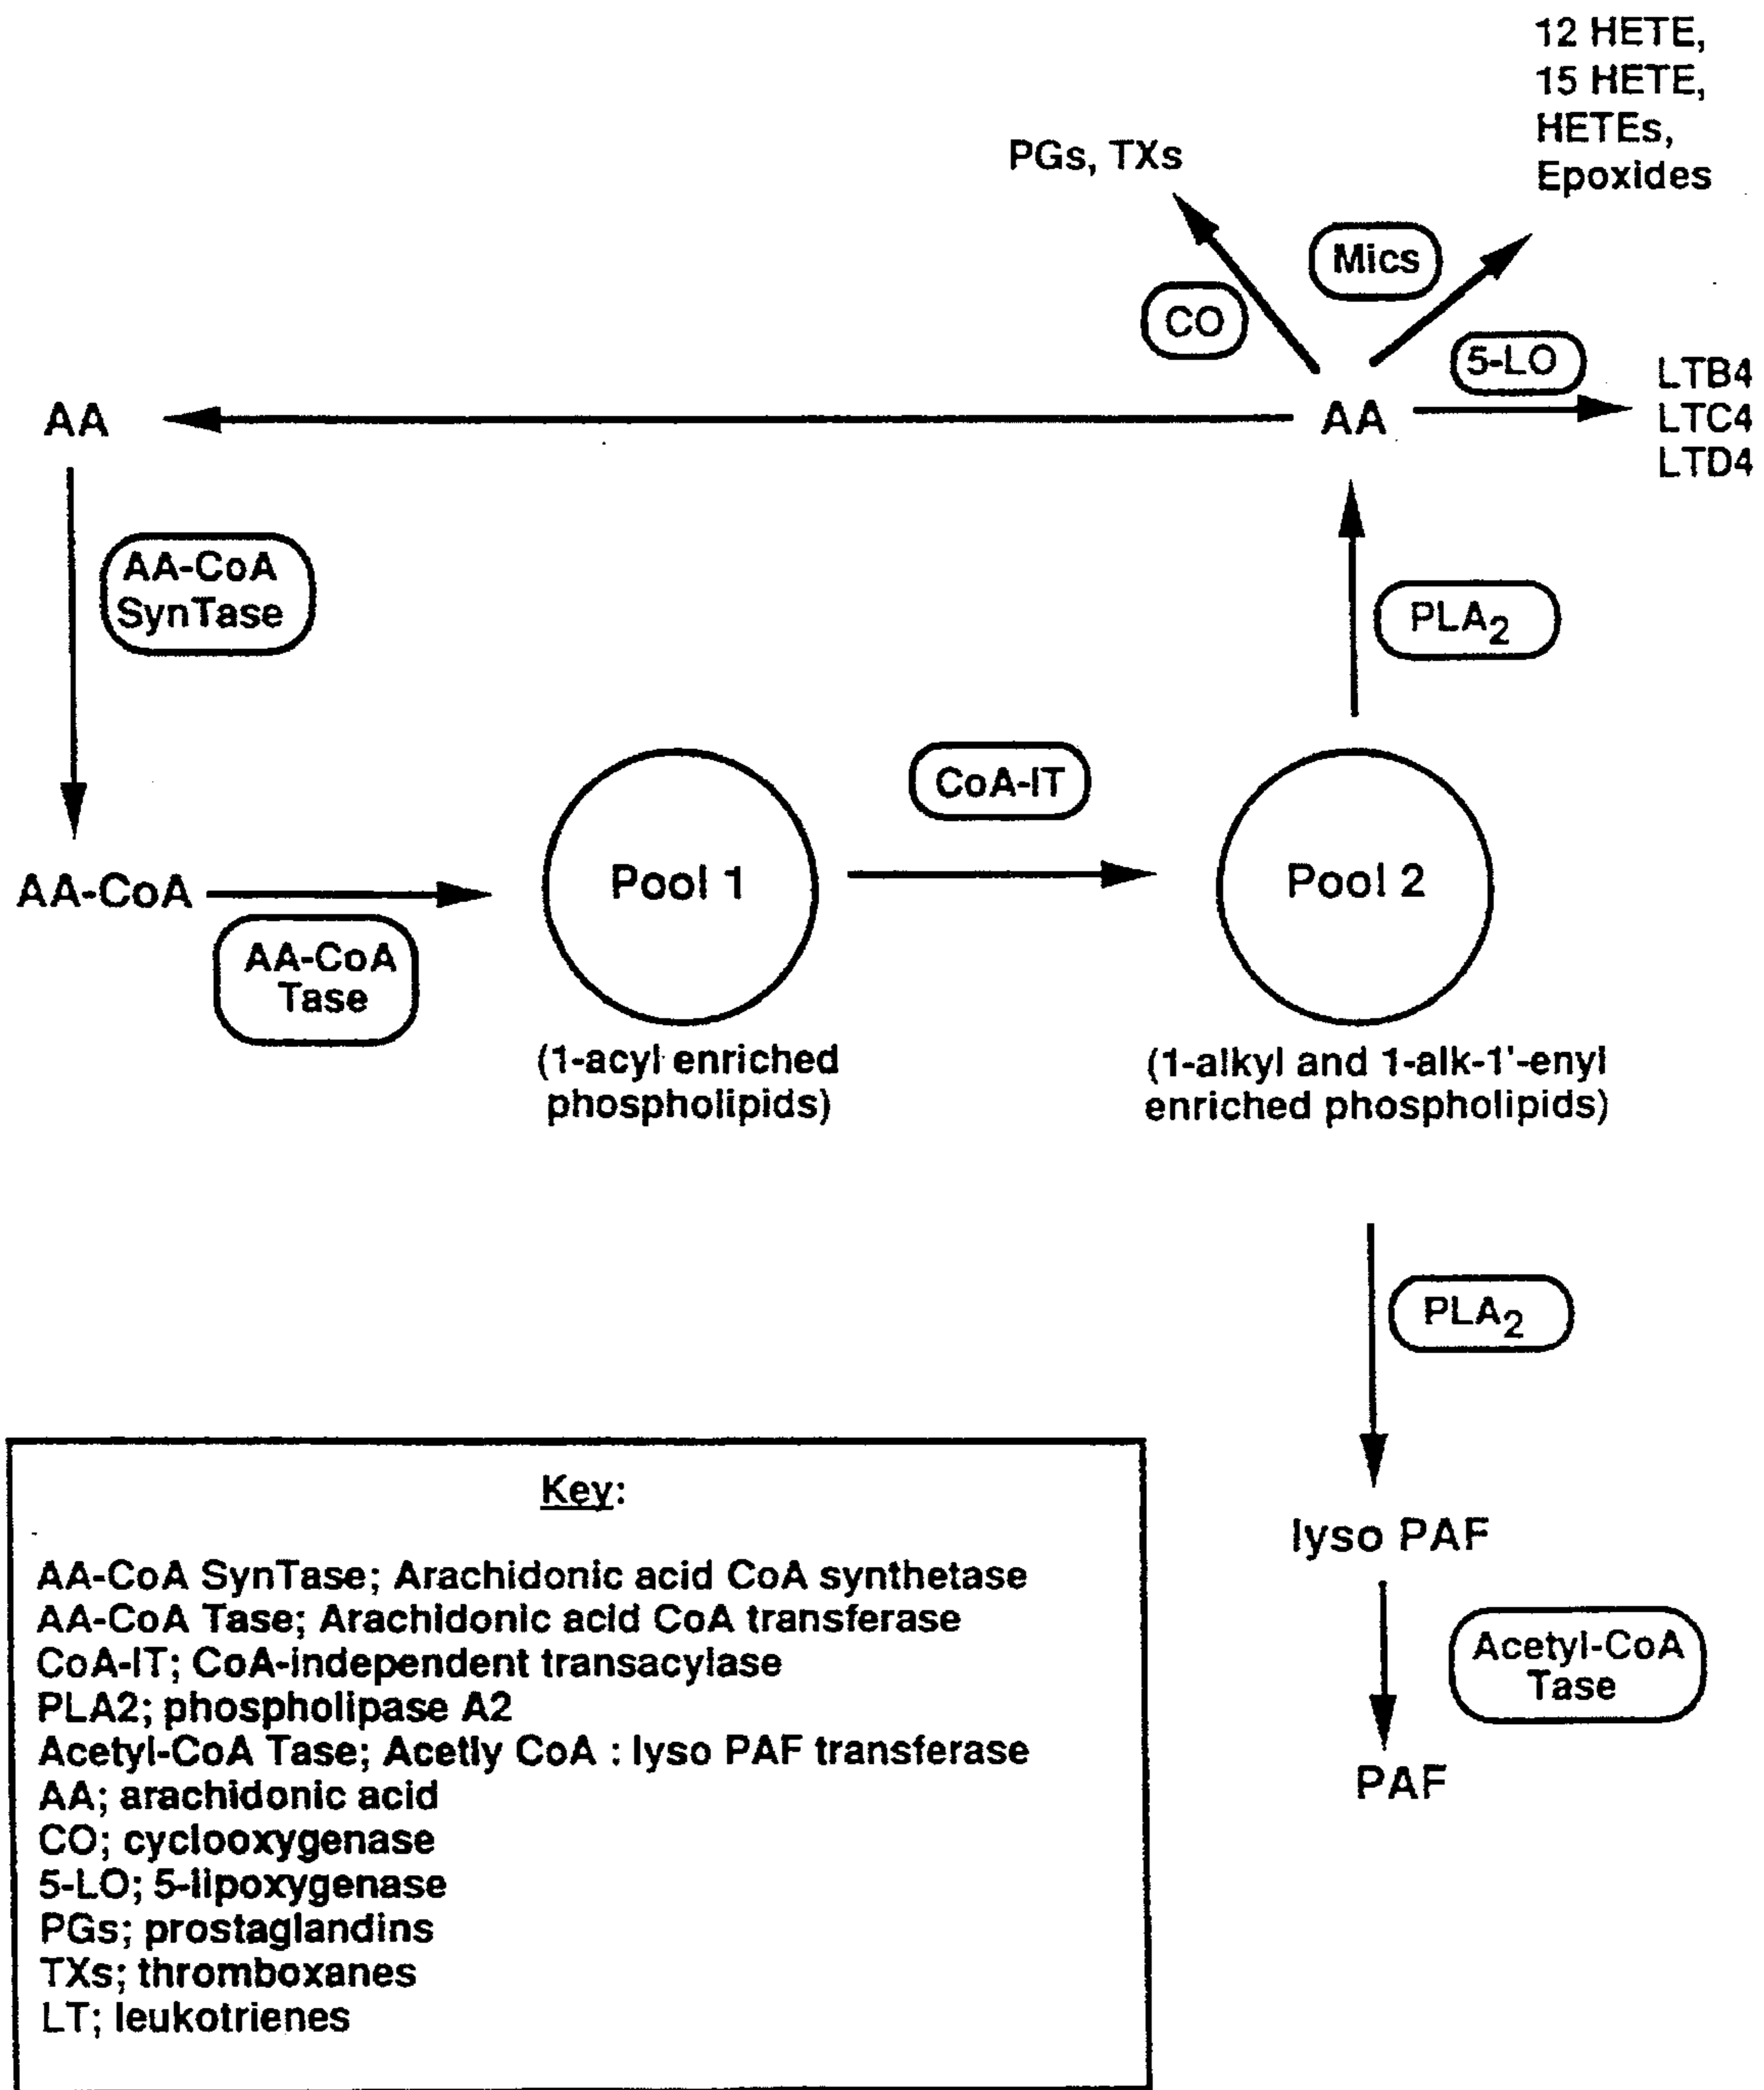 12 HETE,
15 HETE,
HETEs,
Epoxides
PGs, TXs
Mics
CO
5-LO
LTB4
LTC4
LTD4
AA
AA
AA-CoA
SynTase
PLA2
CoA-IT
AA-CoA
Pool 1
Pool 2
AA-CoA
Tase
(1-acyl enriched
phospholipids)
(1-alkyl and 1-alk-1'-enyl
enriched phospholipids)
PLA2
lyso PAF
Acetyl-CoA
Tase
PAF
Key:
AA-CoA SynTase; Arachidonic acid CoA synthetase
AA-CoA Tase; Arachidonic acid CoA transferase
CoA-IT; CoA-independent transacylase
PLA2; phospholipase A2
Acetyl-CoA Tase; Acetly CoA : lyso PAF transferase
AA; arachidonic acid
CO; cyclooxygenase
5-LO; 5-lipoxygenase
PGs; prostaglandins
TXs; thromboxanes
LT; leukotrienes